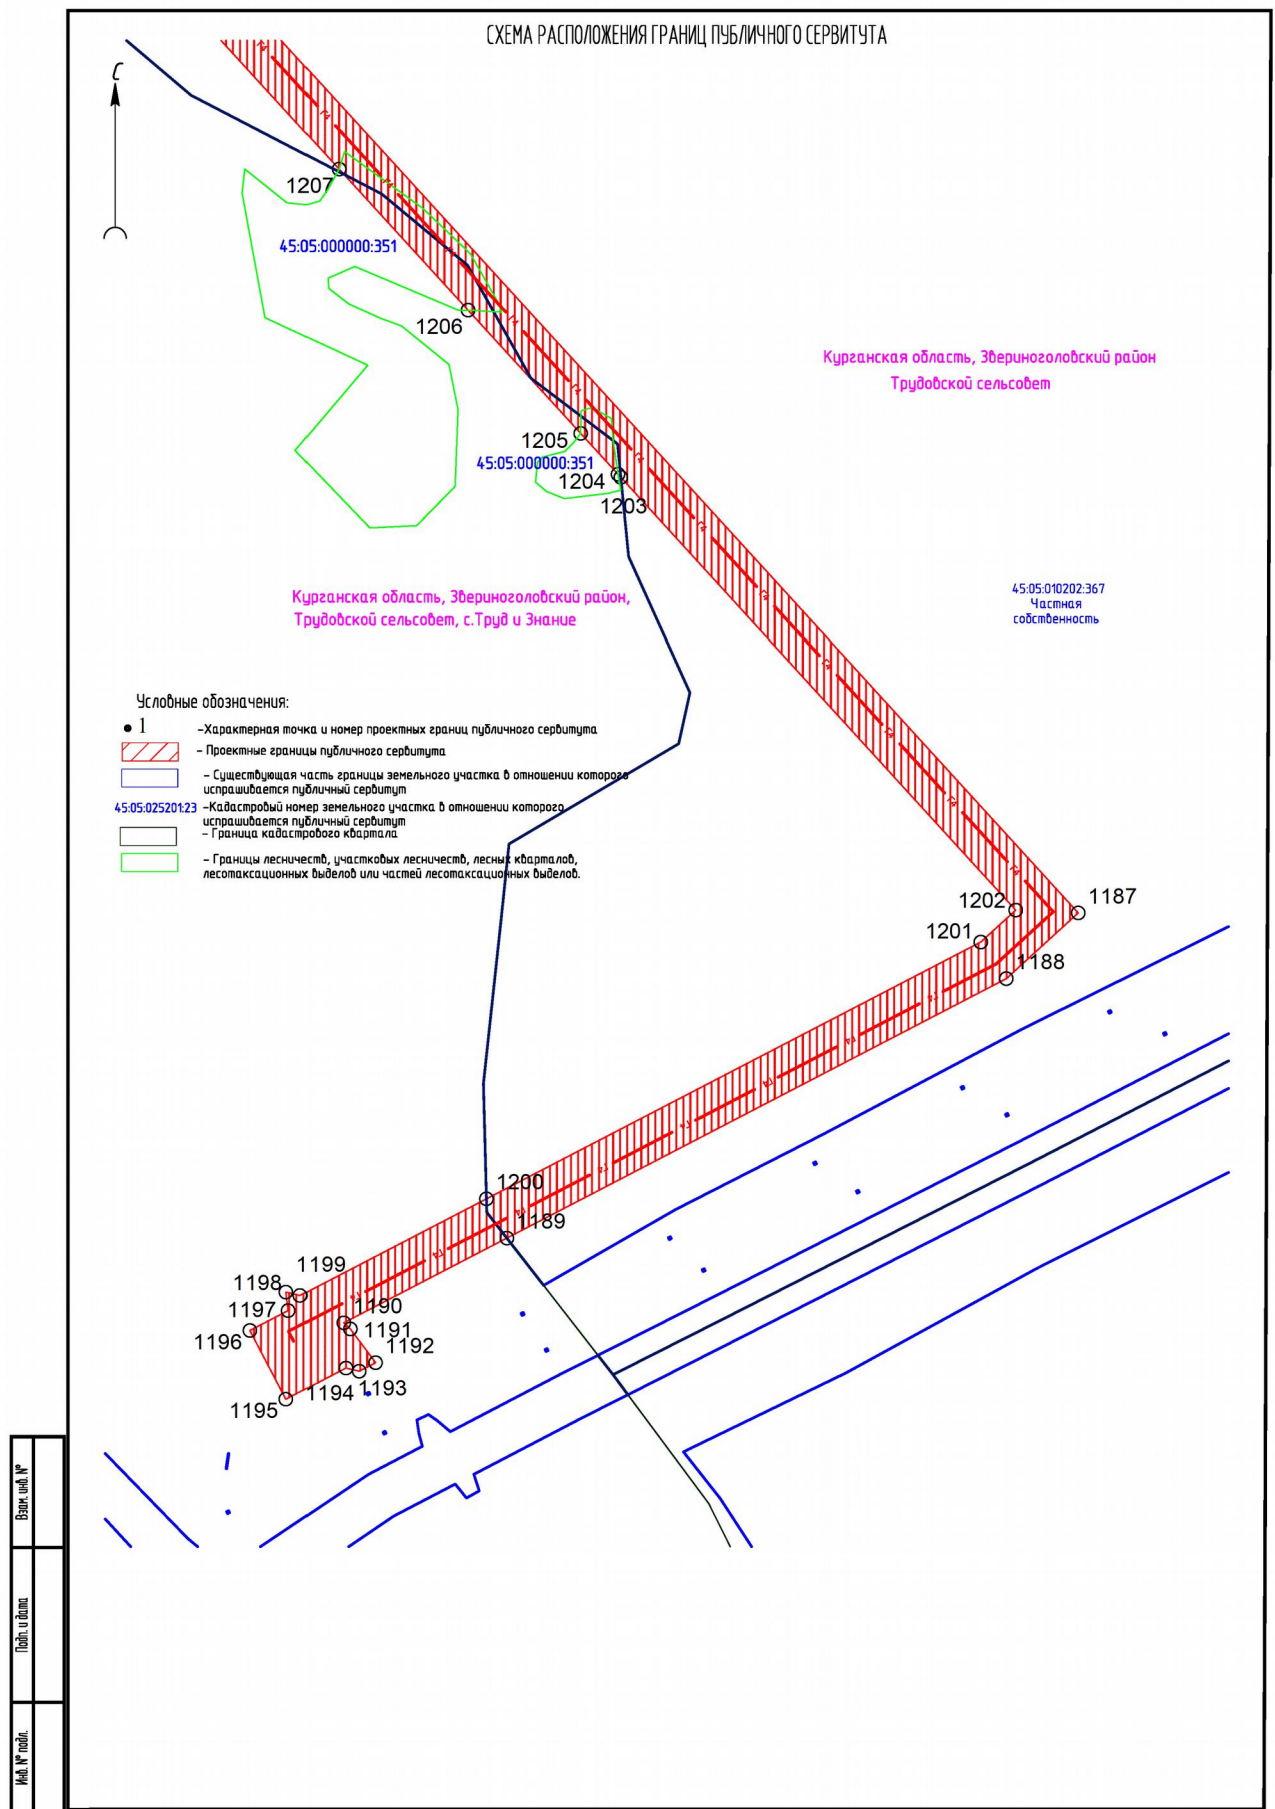 СХЕМА РАСПОЛОЖЕНИЯ ГРАНИЦ ПУБЛИЧНОГО СЕРВИТУТА
С
1207
45:05:000000:351
1206
Курганская область, Звериноголовский район
Трудовской сельсовет
1205
45:05:000000:351
1204
1203
45:05:010202:367
Частная
собственность
Курганская область, Звериноголовский район,
Трудовской сельсовет, с.Труд и Знание
Условные обозначения:
1
-Характерная точка и номер проектных границ публичного сервитута
- Проектные границы публичного сервитута
- Существующая часть границы земельного участка в отношении которого
испрашивается публичный сервитут
45:05:025201:23 -Кадастровый номер земельного участка в отношении которого
испрашивается публичный сервитут
- Граница кадастрового квартала
- Границы лесничеств, участковых лесничеств, лесных кварталов,
лесотаксационных выделов или частей лесотаксационных выделов.
1202
1187
1201
1188
1200
1189
1199
1198
1197
1190
1196
1191
1192
1194
1193
1195
Взам. инв. №
Подп. и дата
Инв. № подл.